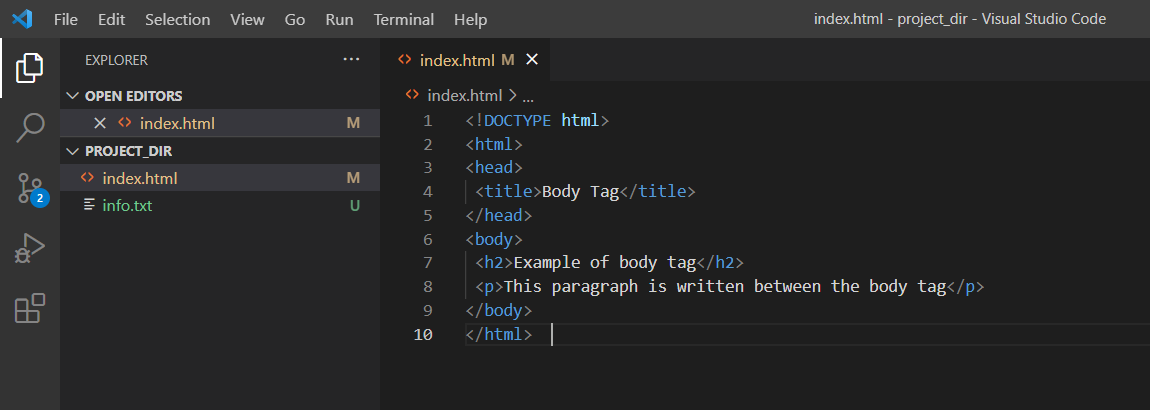 File Edit Selection View Go Run Terminal Help index.html - project_dir - Visual Studio Code
EXPLORER ...
OPEN EDITORS
index.html M
PROJECT_DIR
index.html M
info.txt U
2
index.html M
index.html > ...
1 <!DOCTYPE html>
2 <html>
3 <head>
4 <title>Body Tag</title>
5 </head>
6 <body>
7 <h2>Example of body tag</h2>
8 <p>This paragraph is written between the body tag</p>
9 </body>
10 </html>